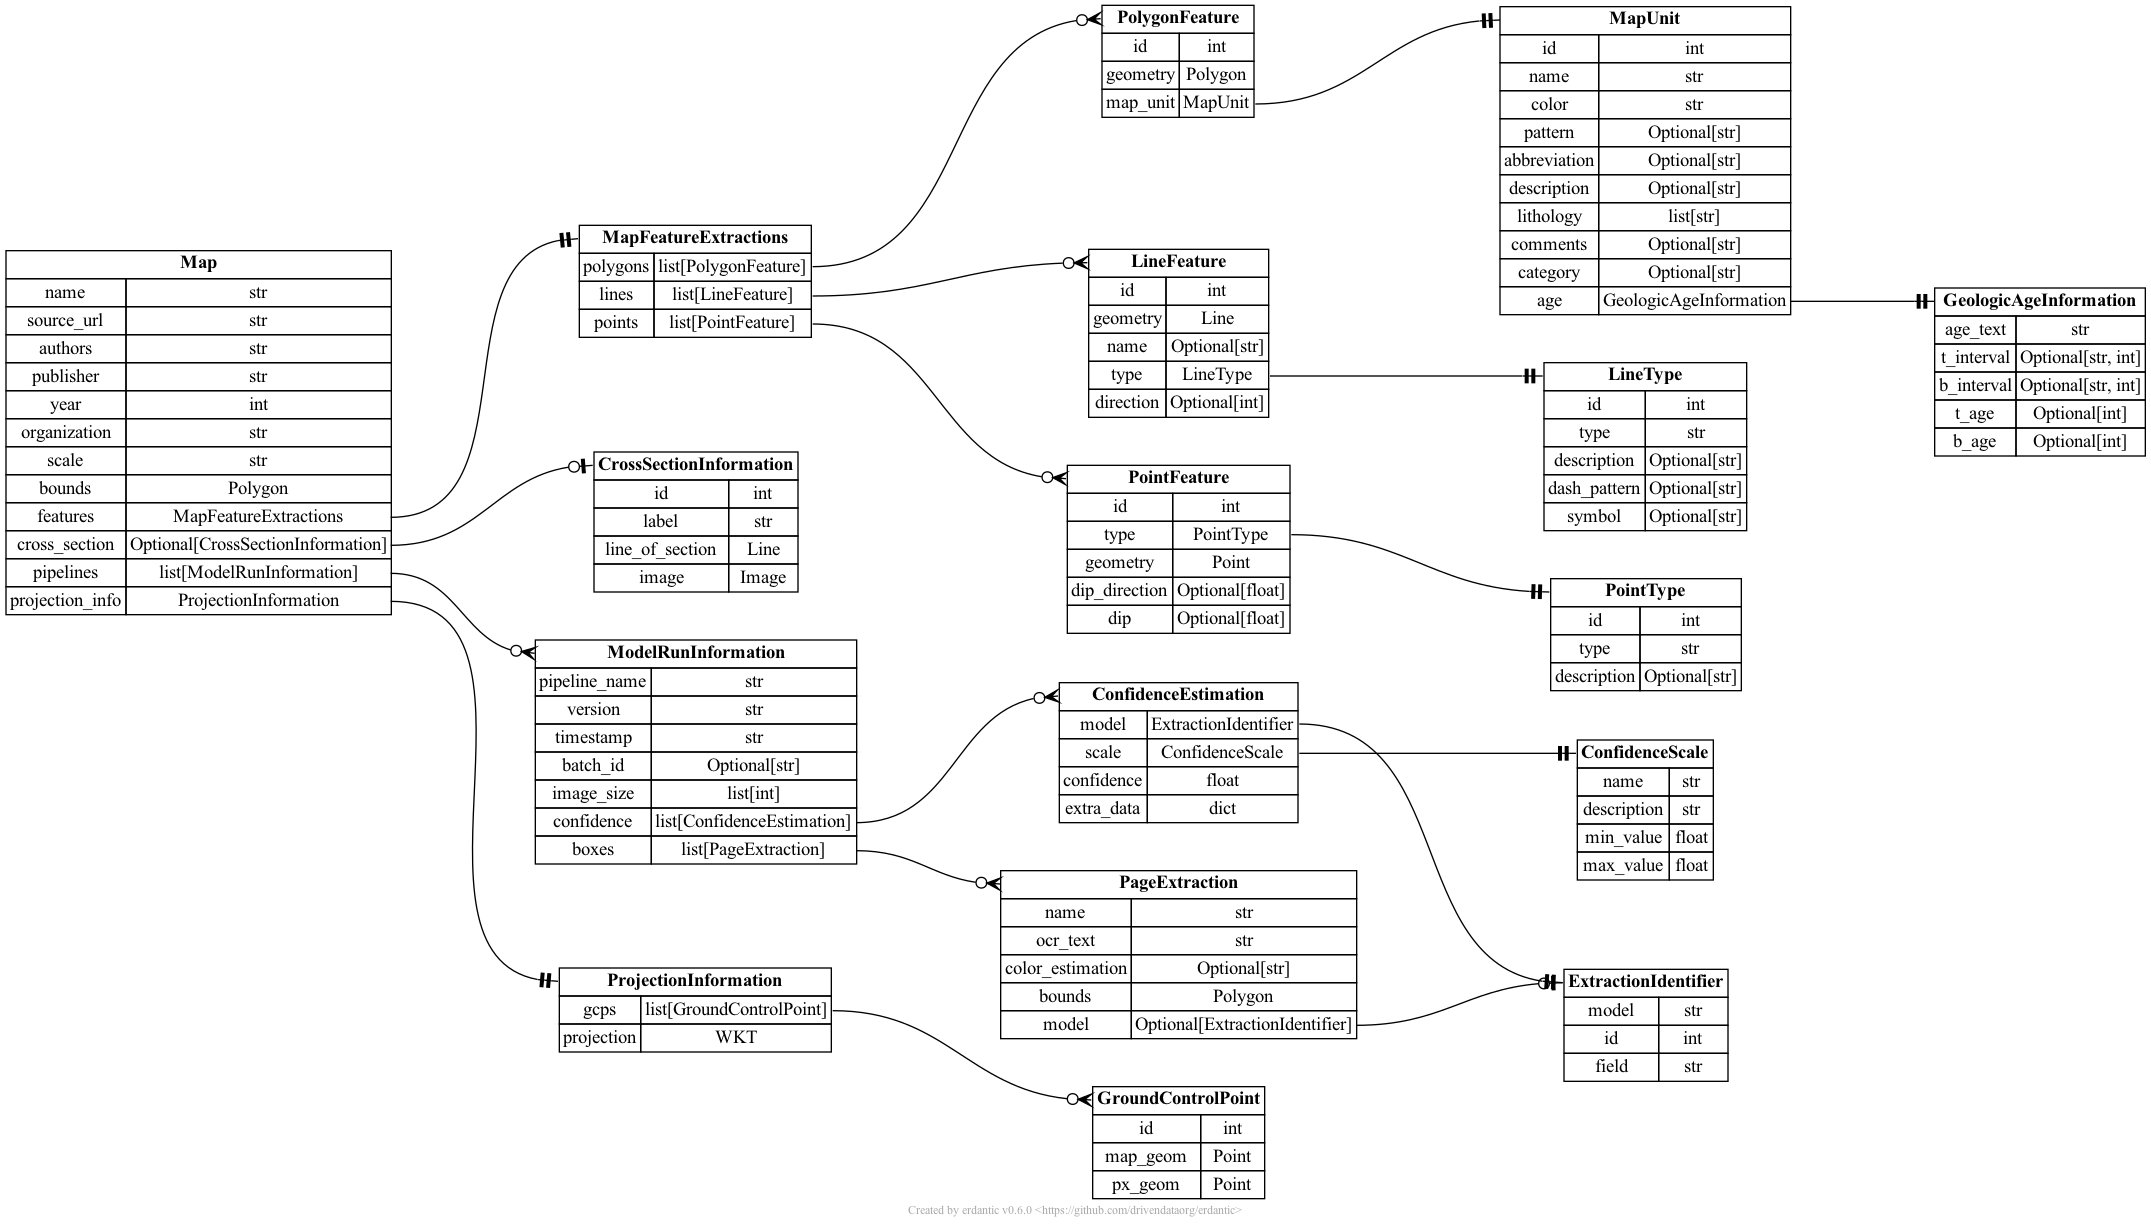 Map
name str
source_url str
authors str
publisher str
year int
organization str
scale str
bounds Polygon
features MapFeatureExtractions
cross_section Optional[CrossSectionInformation]
pipelines list[ModelRunInformation]
projection_info ProjectionInformation
MapFeatureExtractions
polygons list[PolygonFeature]
lines list[LineFeature]
points list[PointFeature]
CrossSectionInformation
id int
label str
line_of_section Line
image Image
ModelRunInformation
pipeline_name str
version str
timestamp str
batch_id Optional[str]
image_size list[int]
confidence list[ConfidenceEstimation]
boxes list[PageExtraction]
ProjectionInformation
gcps list[GroundControlPoint]
projection WKT
PolygonFeature
id int
geometry Polygon
map_unit MapUnit
LineFeature
id int
geometry Line
name Optional[str]
type LineType
direction Optional[int]
PointFeature
id int
type PointType
geometry Point
dip_direction Optional[float]
dip Optional[float]
ConfidenceEstimation
model ExtractionIdentifier
scale ConfidenceScale
confidence float
extra_data dict
PageExtraction
name str
ocr_text str
color_estimation Optional[str]
bounds Polygon
model Optional[ExtractionIdentifier]
GroundControlPoint
id int
map_geom Point
px_geom Point
MapUnit
id int
name str
color str
pattern Optional[str]
abbreviation Optional[str]
description Optional[str]
lithology list[str]
comments Optional[str]
category Optional[str]
age GeologicAgeInformation
LineType
id int
type str
description Optional[str]
dash_pattern Optional[str]
symbol Optional[str]
PointType
id int
type str
description Optional[str]
ConfidenceScale
name str
description str
min_value float
max_value float
ExtractionIdentifier
model str
id int
field str
GeologicAgeInformation
age_text str
t_interval Optional[str, int]
b_interval Optional[str, int]
t_age Optional[int]
b_age Optional[int]
Created by erdantic v0.6.0 <https://github.com/drivendataorg/erdantic>